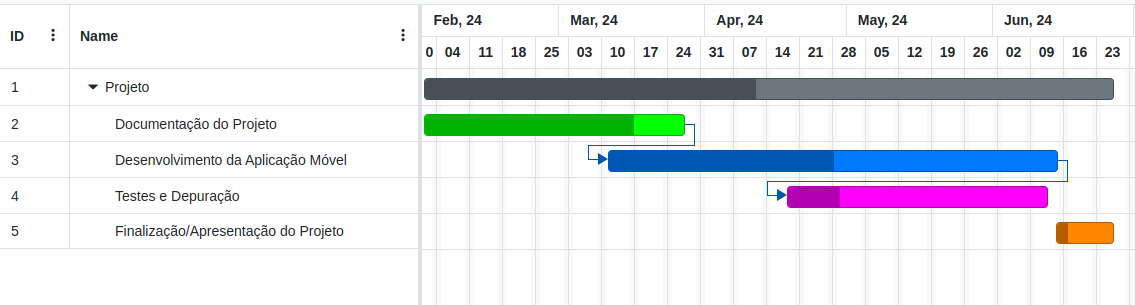 Feb, 24 Mar, 24 Apr, 24 May, 24 Jun, 24
ID Name
0 04 11 18 25 03 10 17 24 31 07 14 21 28 05 12 19 26 02 09 16 23
1 Projeto
2 Documentação do Projeto
3 Desenvolvimento da Aplicação Móvel
4 Testes e Depuração
5 Finalização/Apresentação do Projeto